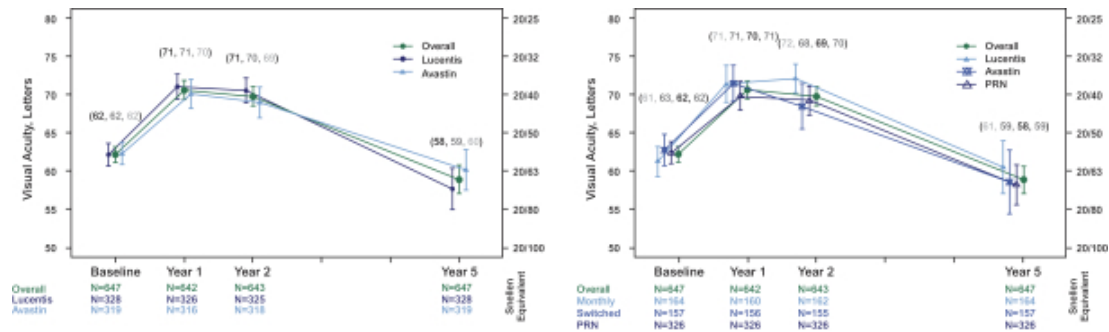 80
75
70
65
60
55
50
Visual Acuity, Letters
20/25
20/32
20/40
20/50
20/63
20/80
20/100
Snellen
Equivalent
(62, 62, 62)
(71, 71, 70)
(71, 70, 69)
(58, 59, 60)
Overall
Lucentis
Avastin
Baseline Year 1 Year 2 Year 5
Overall N=647 N=642 N=643 N=647
Lucentis N=328 N=326 N=325 N=328
Avastin N=319 N=316 N=318 N=319
80
75
70
65
60
55
50
Visual Acuity, Letters
20/25
20/32
20/40
20/50
20/63
20/80
20/100
Snellen
Equivalent
(61, 63, 62, 62)
(71, 71, 70, 71)
(72, 68, 69, 70)
(61, 59, 58, 59)
Overall
Lucentis
Avastin
PRN
Baseline Year 1 Year 2 Year 5
Overall N=647 N=642 N=643 N=647
Monthly N=164 N=160 N=162 N=164
Switched N=157 N=156 N=155 N=157
PRN N=326 N=326 N=326 N=326